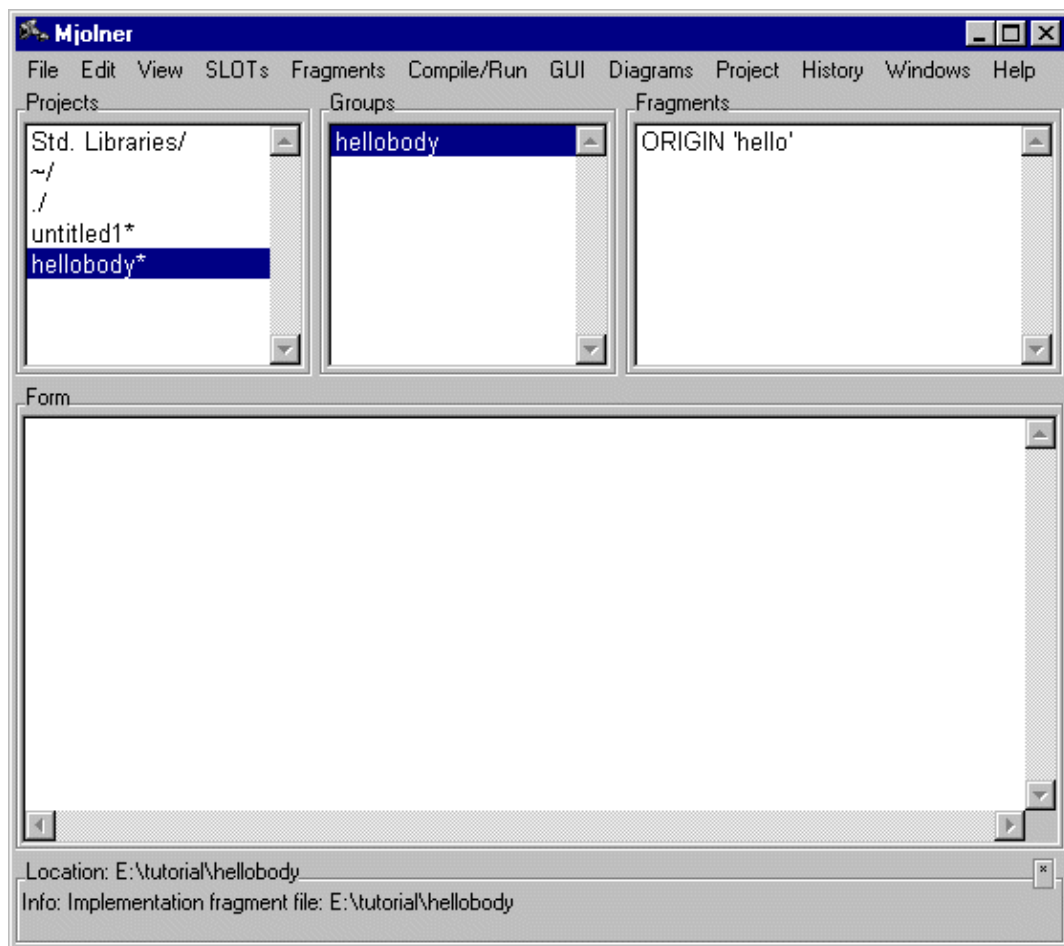 Mjolner
File Edit View SLOTs Fragments Compile/Run GUI Diagrams Project History Windows Help
Projects Groups Fragments
Std. Libraries/ hellobody ORIGIN 'hello'
~/
./
untitled1*
hellobody*
Form
Location: E:\tutorial\hellobody
Info: Implementation fragment file: E:\tutorial\hellobody